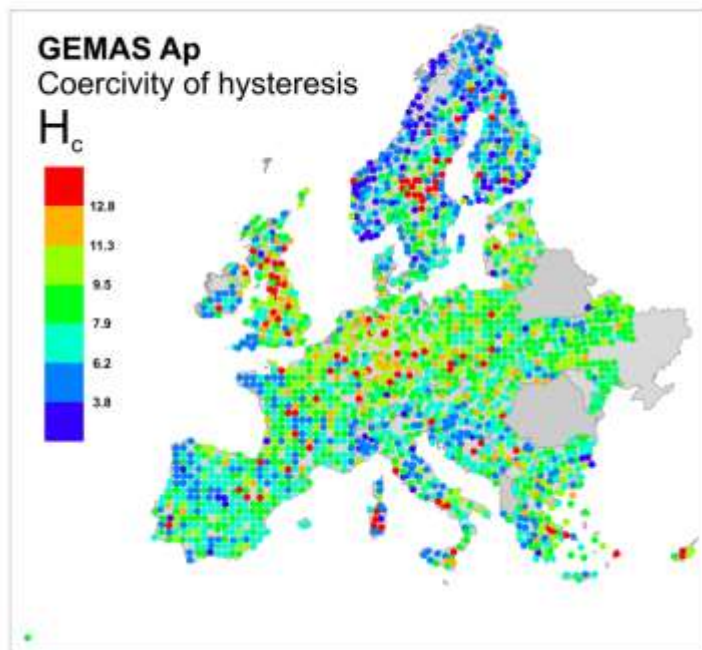 GEMAS Ap
Coercivity of hysteresis
Hc
12.8
11.3
9.5
7.9
6.2
3.8